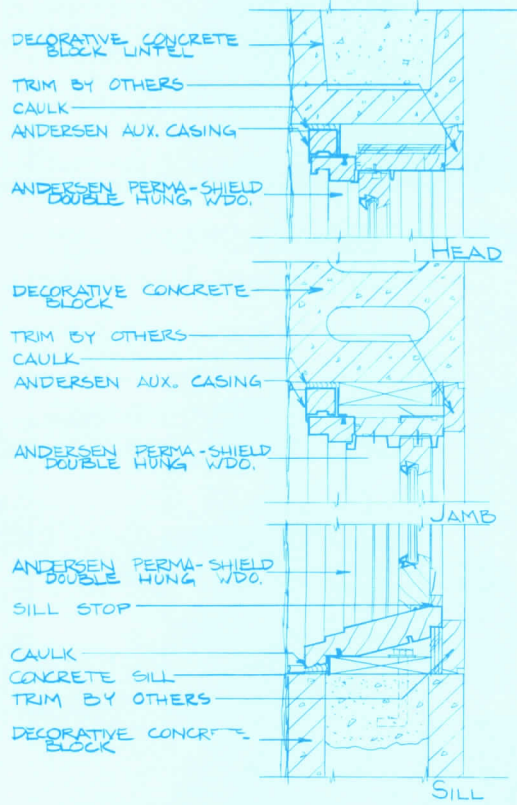 DECORATIVE CONCRETE
BLOCK LINTEL
TRIM BY OTHERS
CAULK
ANDERSEN AUX. CASING
ANDERSEN PERMA-SHIELD
DOUBLE HUNG WDO.
HEAD
DECORATIVE CONCRETE
BLOCK
TRIM BY OTHERS
CAULK
ANDERSEN AUX. CASING
ANDERSEN PERMA-SHIELD
DOUBLE HUNG WDO.
JAMB
ANDERSEN PERMA-SHIELD
DOUBLE HUNG WDO.
SILL STOP
CAULK
CONCRETE SILL
TRIM BY OTHERS
DECORATIVE
BLOCK
SILL